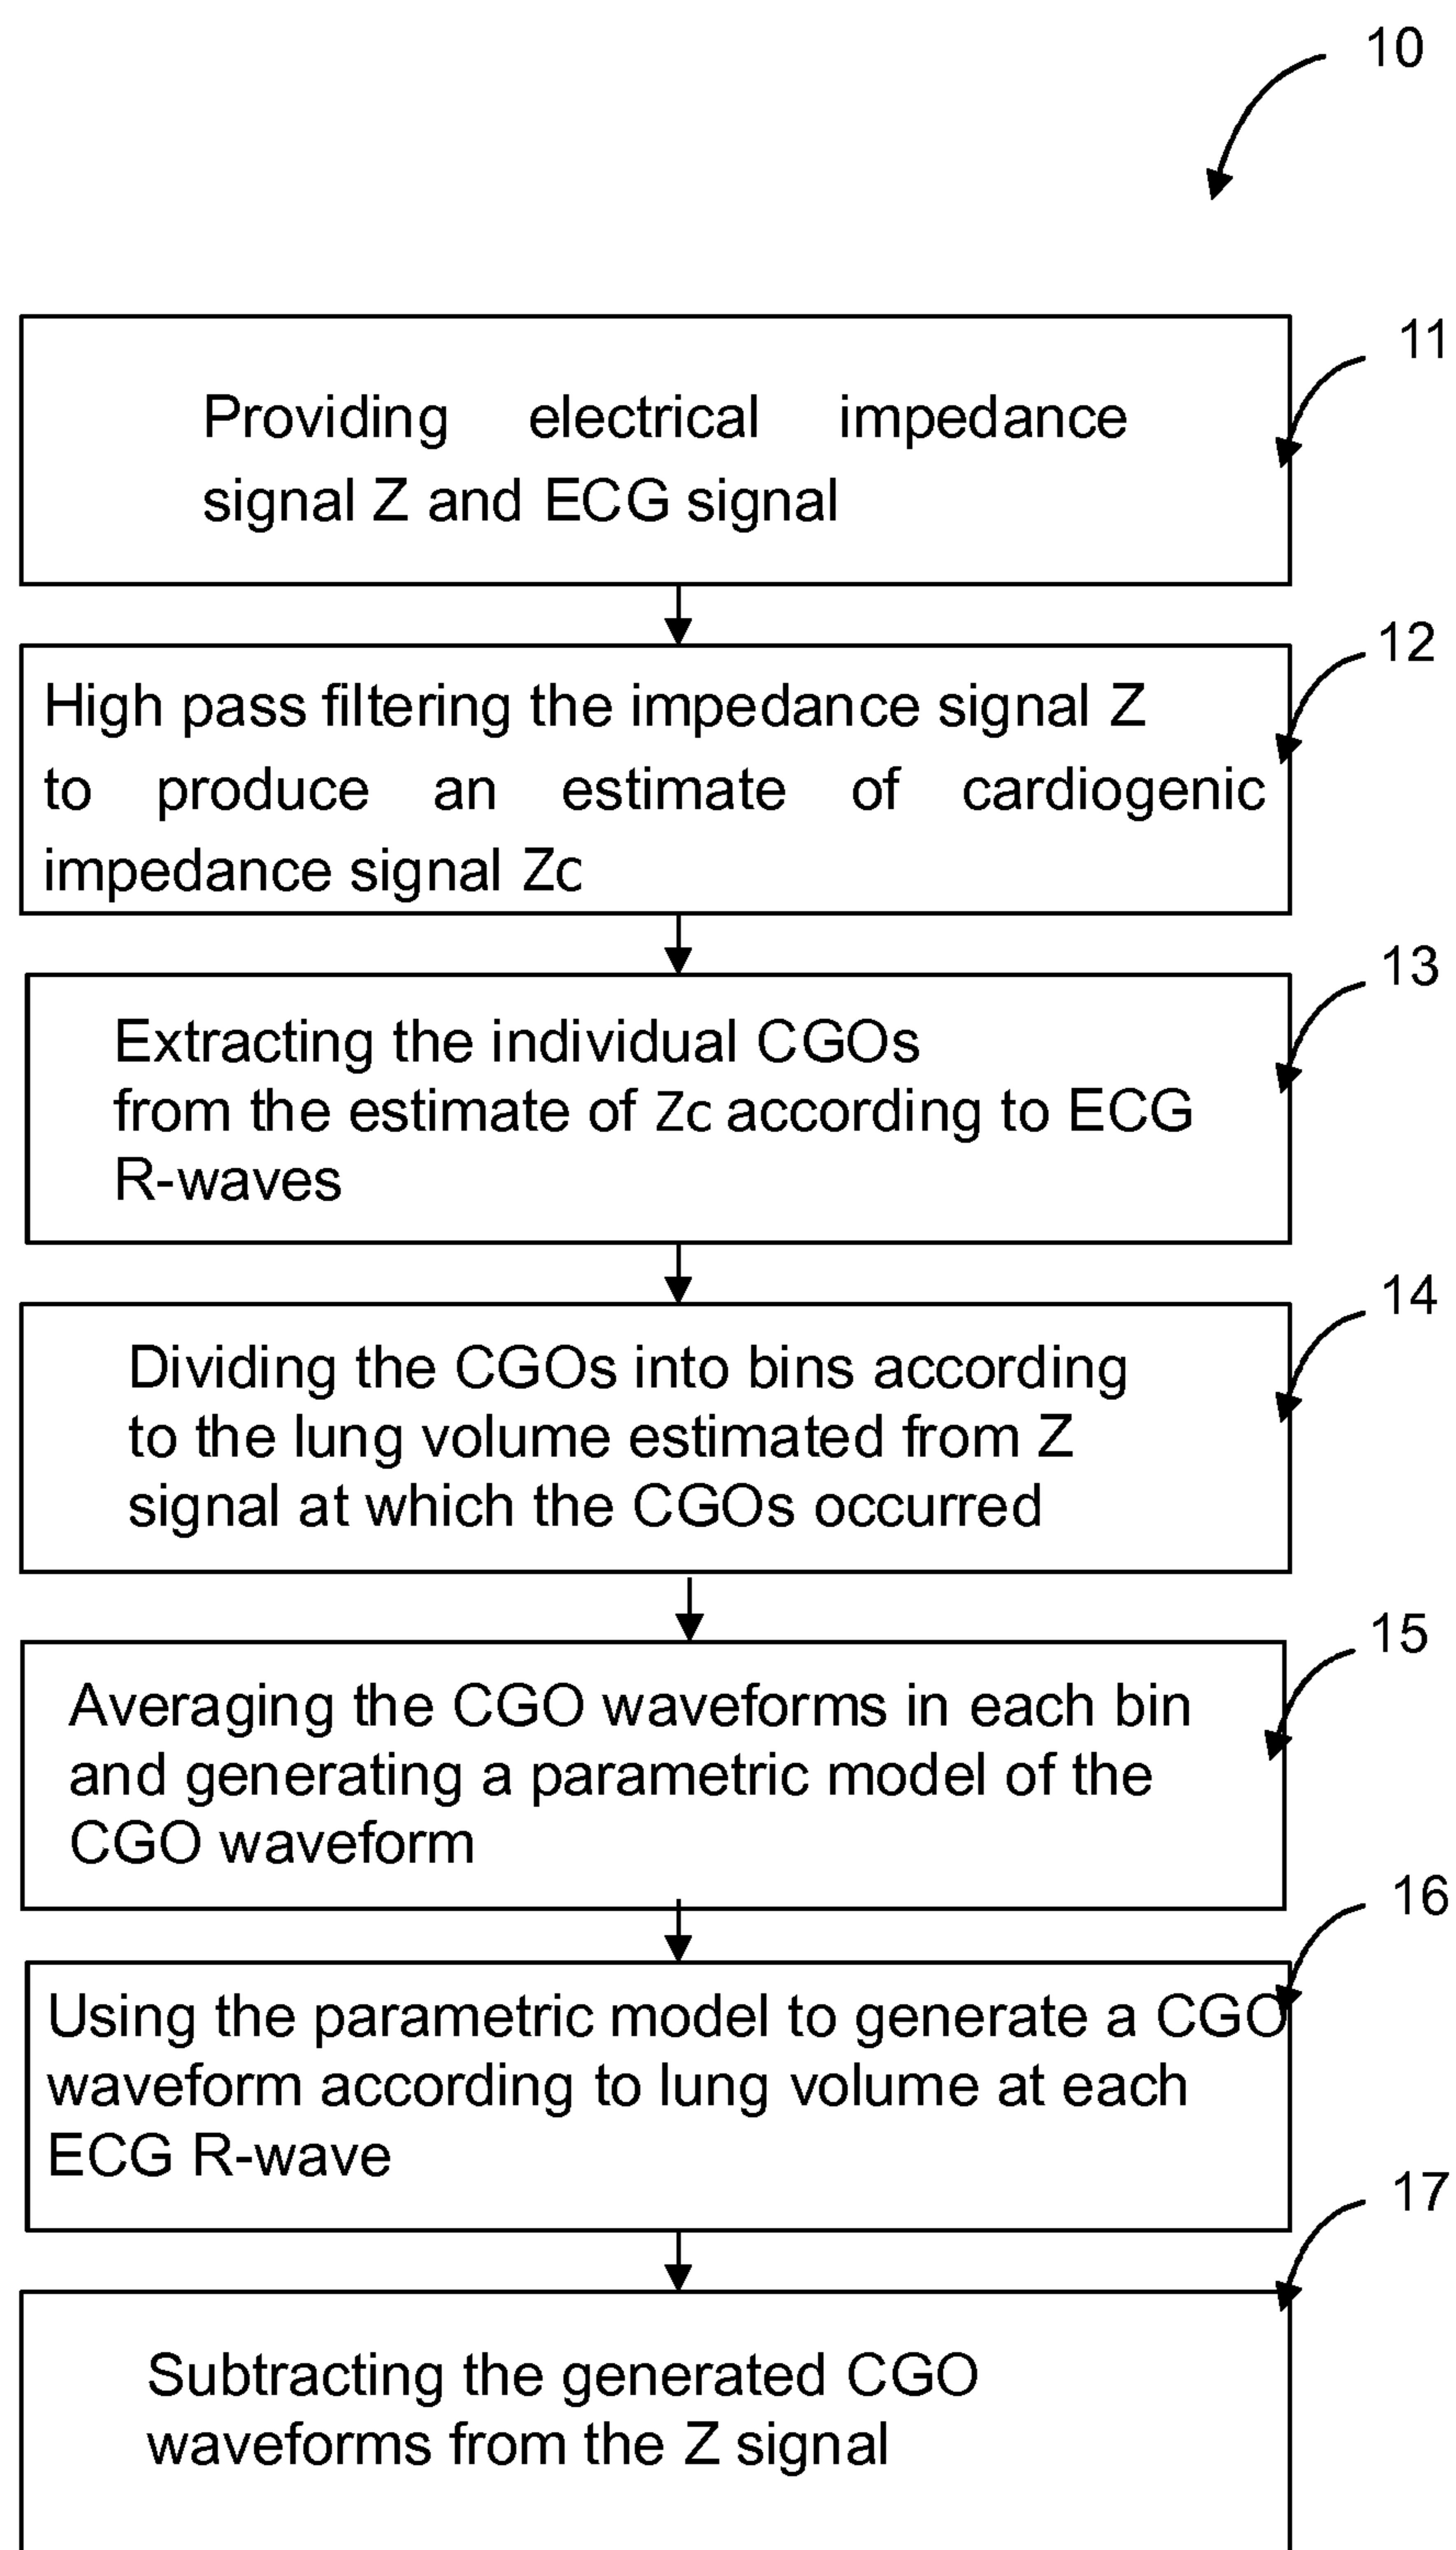 10
11
Providing electrical impedance
signal Z and ECG signal
12
High pass filtering the impedance signal Z
to produce an estimate of cardiogenic
impedance signal Zc
13
Extracting the individual CGOs
from the estimate of Zc according to ECG
R-waves
14
Dividing the CGOs into bins according
to the lung volume estimated from Z
signal at which the CGOs occurred
15
Averaging the CGO waveforms in each bin
and generating a parametric model of the
CGO waveform
16
Using the parametric model to generate a CGO
waveform according to lung volume at each
ECG R-wave
17
Subtracting the generated CGO
waveforms from the Z signal